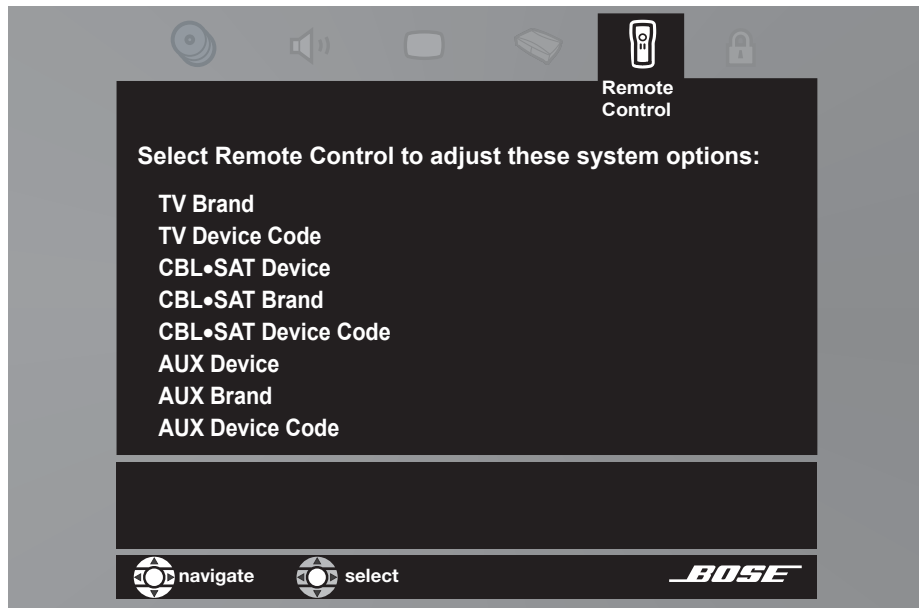 Remote
Control
Select Remote Control to adjust these system options:
TV Brand
TV Device Code
CBL•SAT Device
CBL•SAT Brand
CBL•SAT Device Code
AUX Device
AUX Brand
AUX Device Code
navigate select BOSE